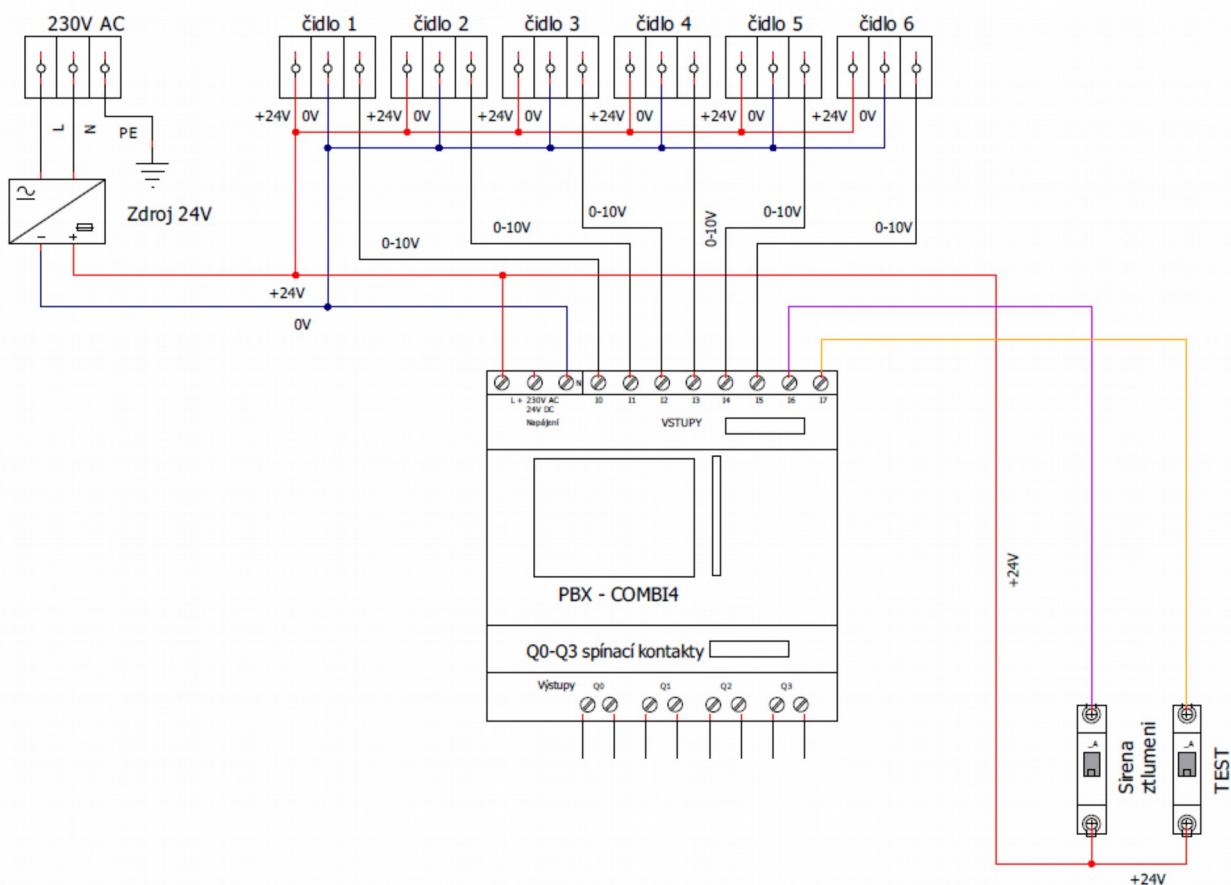 230V AC
čidlo 1 čidlo 2 čidlo 3 čidlo 4 čidlo 5 čidlo 6
+24V 0V +24V 0V +24V 0V +24V 0V +24V 0V +24V 0V
L N PE
Zdroj 24V
- +
0-10V 0-10V 0-10V 0-10V 0-10V 0-10V
+24V
0V
N I0 I1 I2 I3 I4 I5 I6 I7
L + 230V AC
24V DC
Napájení
VSTUPY
PBX - COMBI4
Q0-Q3 spínací kontakty
Výstupy Q0 Q1 Q2 Q3
+24V
_A
Sirena
ztlumeni
_A
TEST
+24V